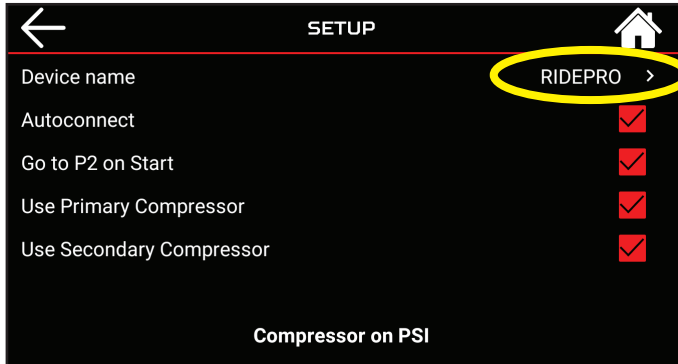 SETUP
Device name RIDEPRO >
Autoconnect
Go to P2 on Start
Use Primary Compressor
Use Secondary Compressor
Compressor on PSI